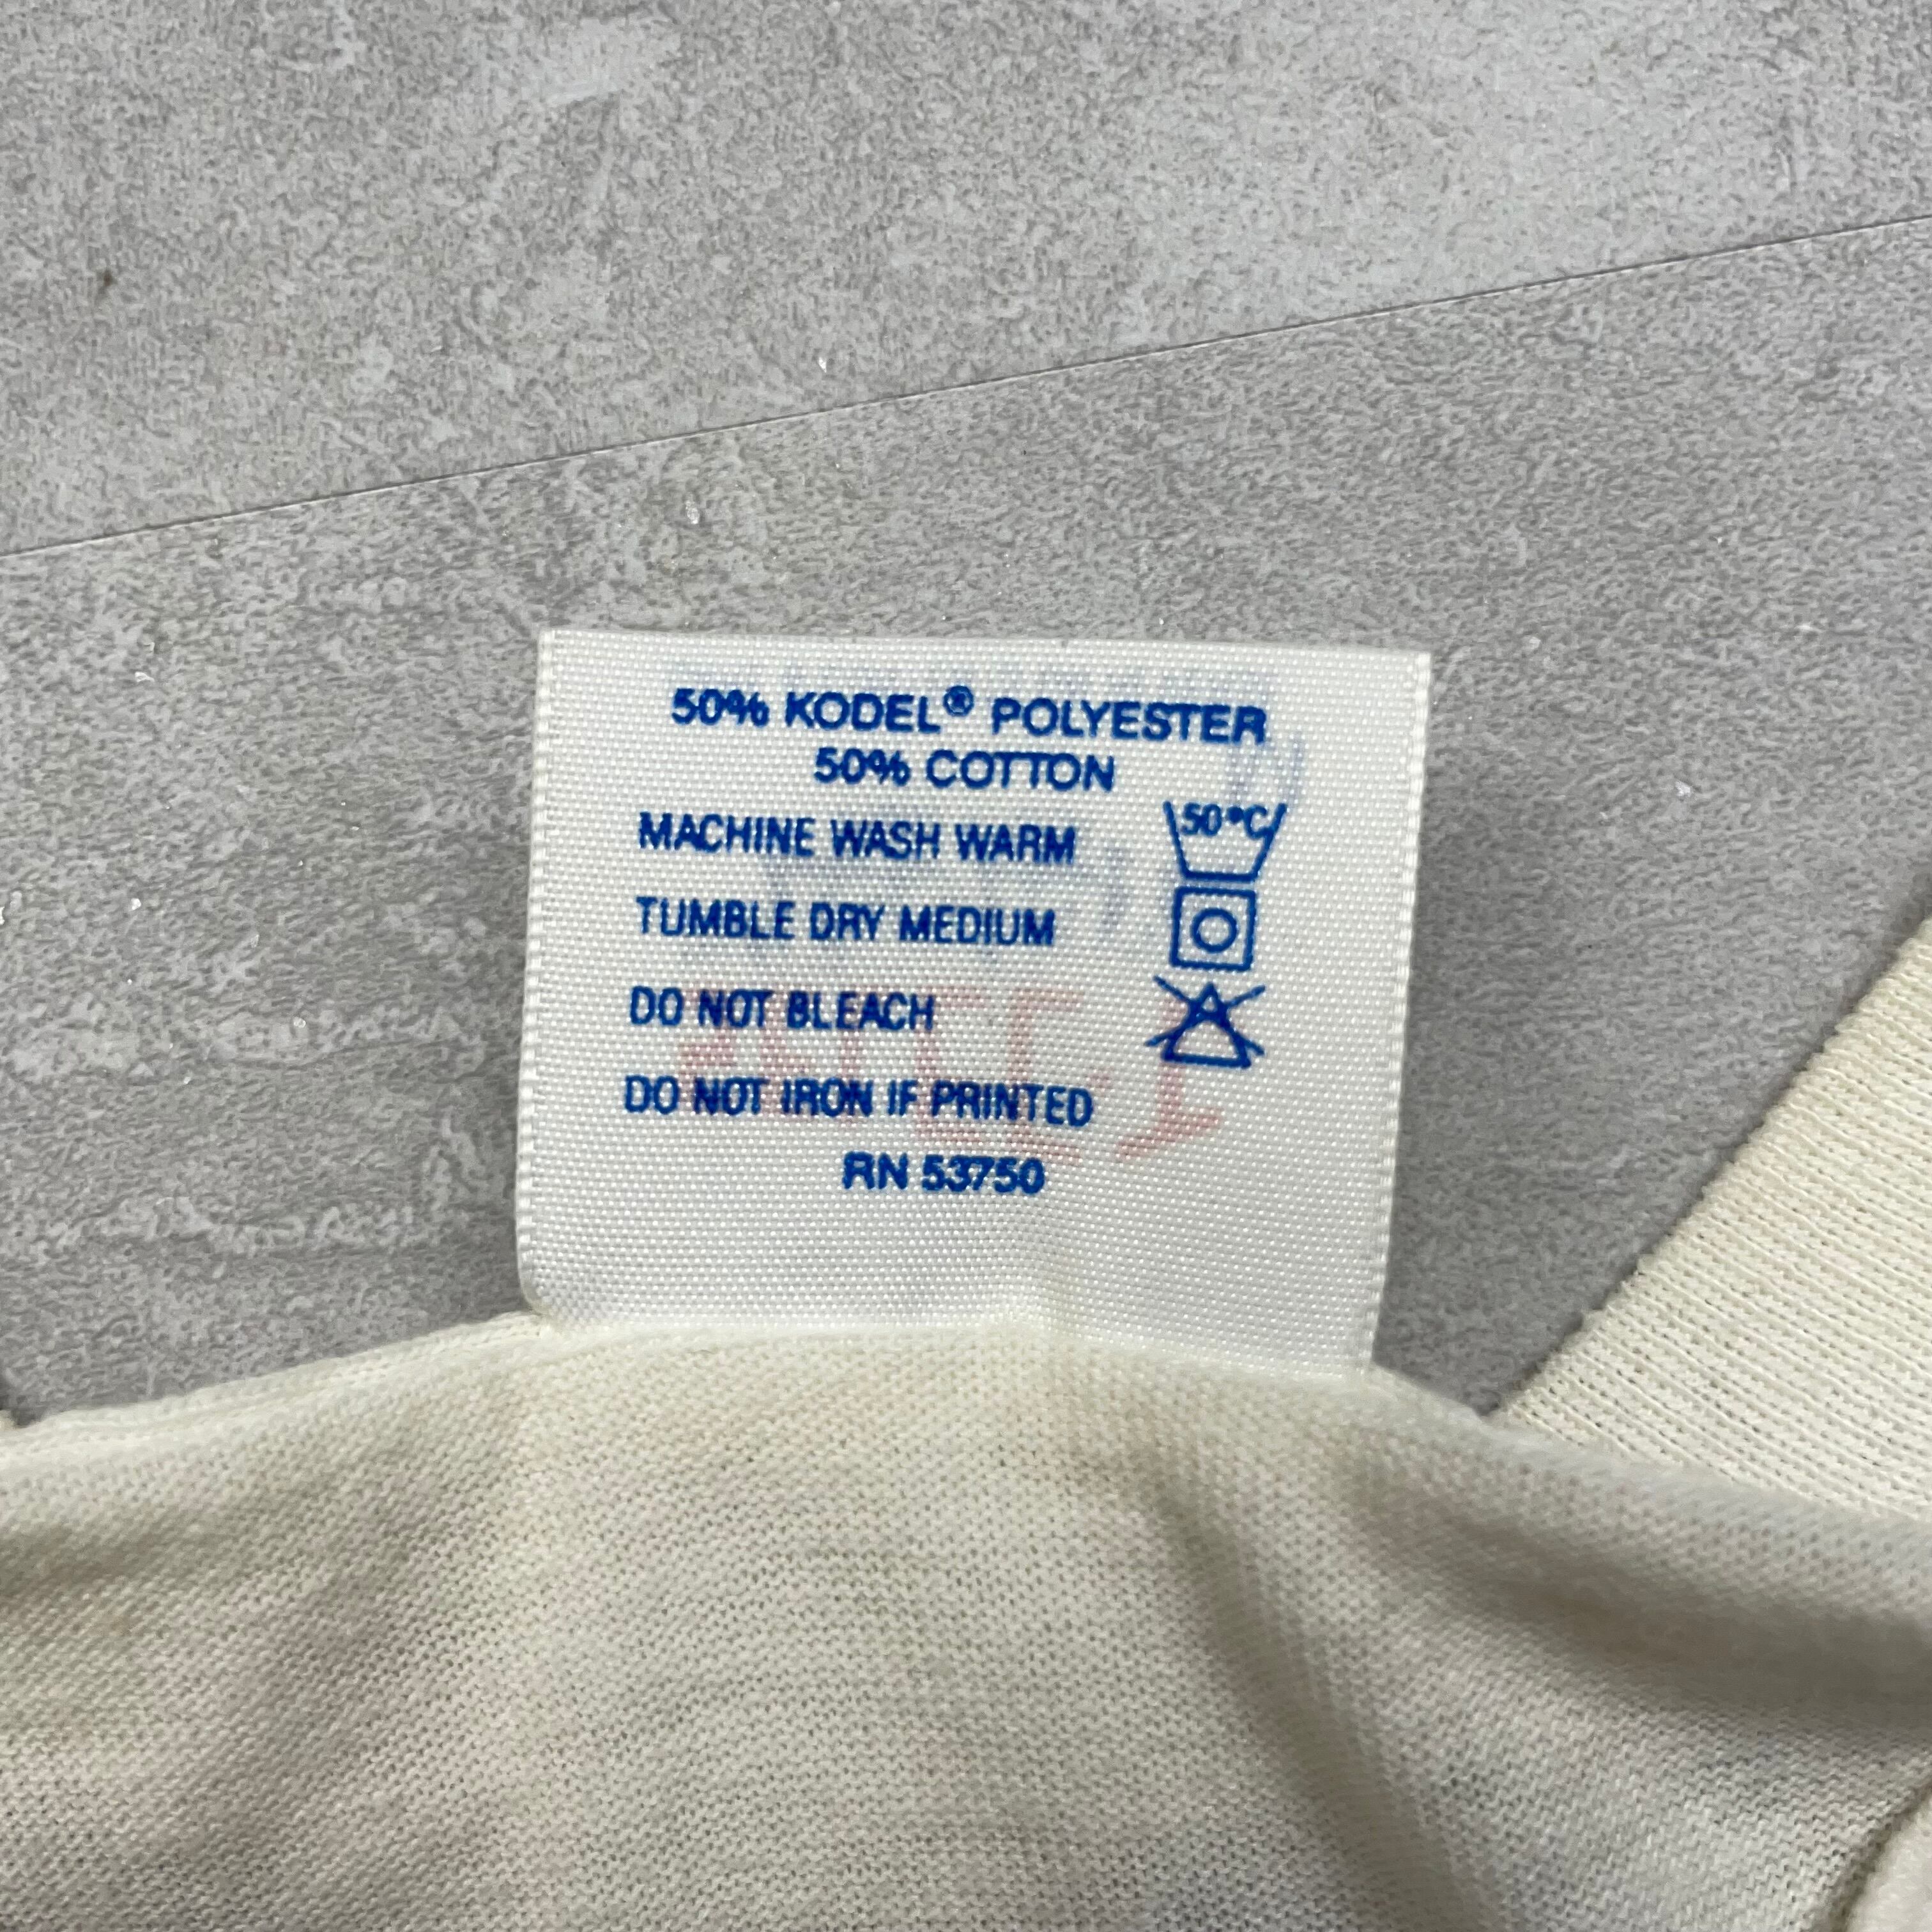 50% KODEL® POLYESTER
50% COTTON
MACHINE WASH WARM
50°C
TUMBLE DRY MEDIUM
DO NOT BLEACH
DO NOT IRON IF PRINTED
RN 53750